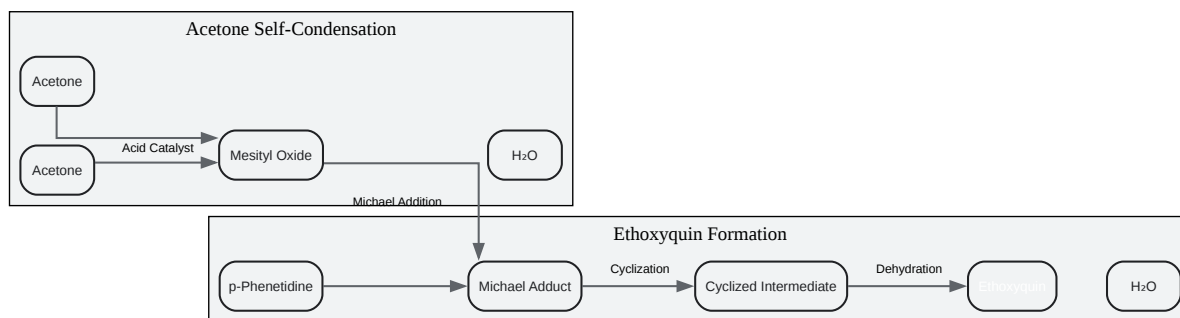 Acetone Self-Condensation
Acetone
Acid Catalyst
Acetone
Mesityl Oxide
H₂O
Michael Addition
Ethoxyquin Formation
p-Phenetidine
Michael Adduct
Cyclization
Cyclized Intermediate
Dehydration
Ethoxyquin
H₂O